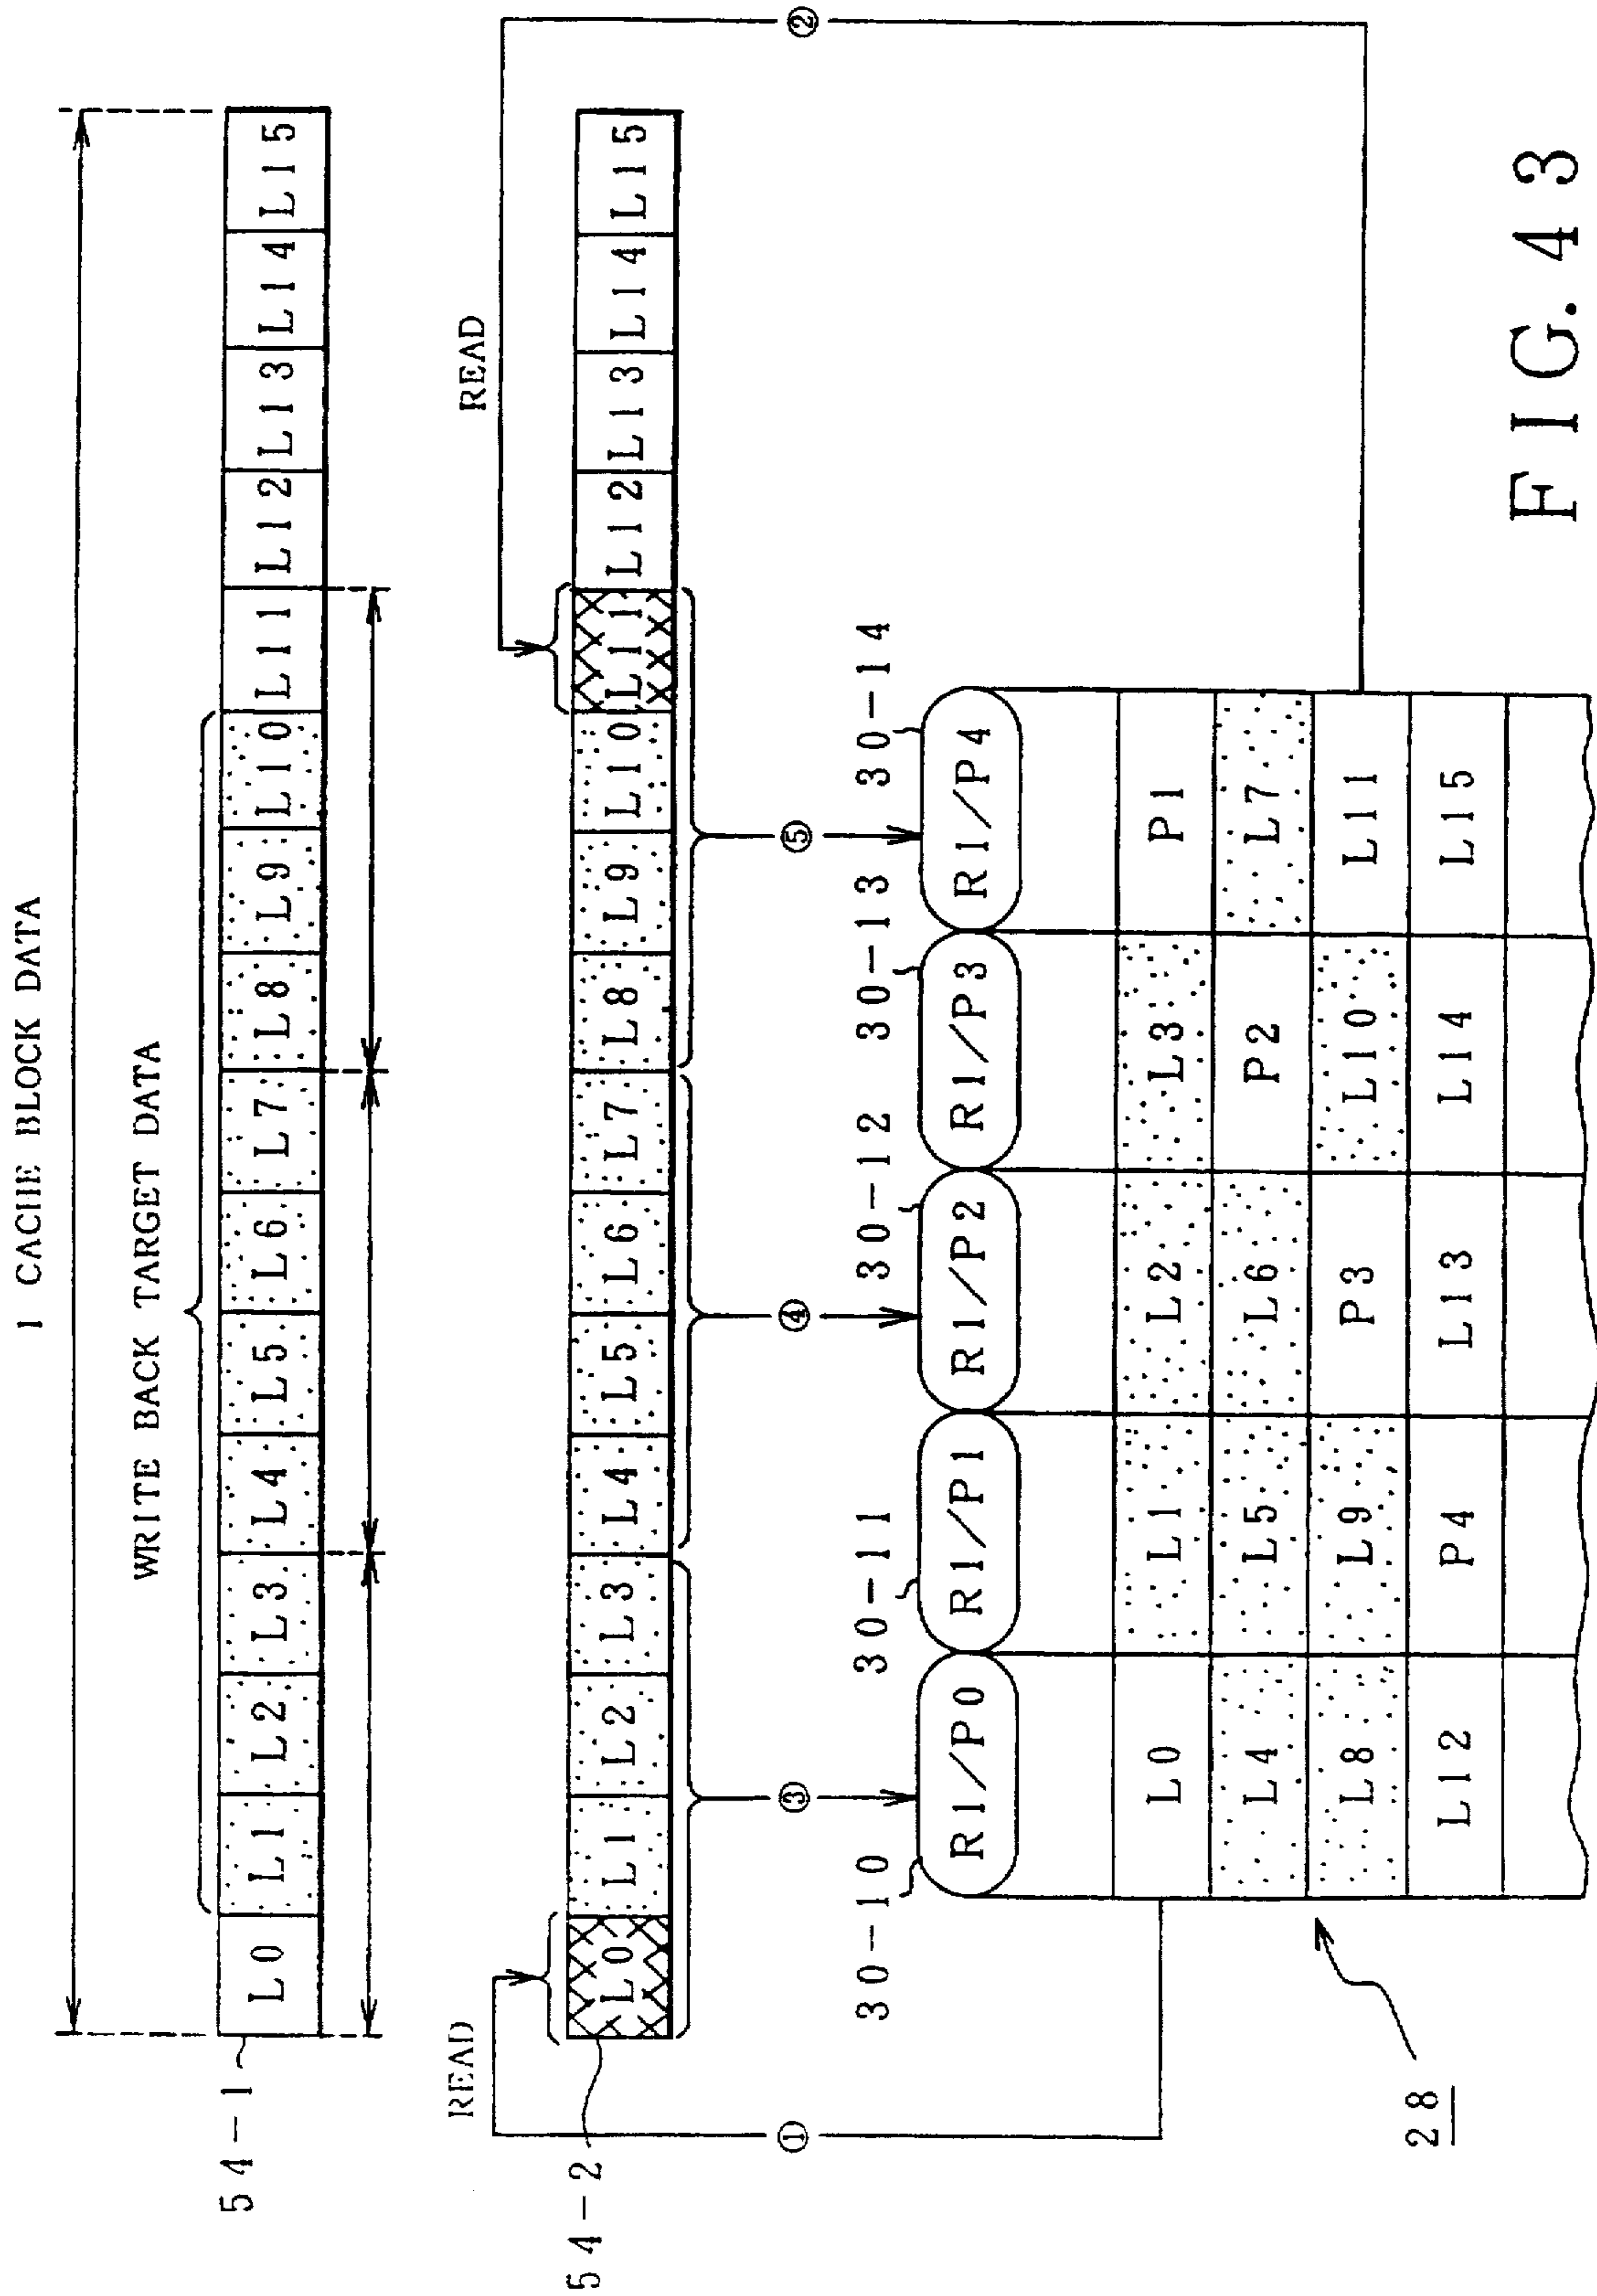 1 CACHE BLOCK DATA
WRITE BACK TARGET DATA
54-1
L0 L1 L2 L3 L4 L5 L6 L7 L8 L9 L10 L11 L12 L13 L14 L15
READ
READ
54-2
L0 L1 L2 L3 L4 L5 L6 L7 L8 L9 L10 L11 L12 L13 L14 L15
① ③ ④ ⑤ ②
30-10 30-11 30-12 30-13 30-14
R1/P0 R1/P1 R1/P2 R1/P3 R1/P4
L0 L1 L2 L3 P1
L4 L5 L6 P2 L7
L8 L9 P3 L10 L11
L12 P4 L13 L14 L15
28
FIG. 43